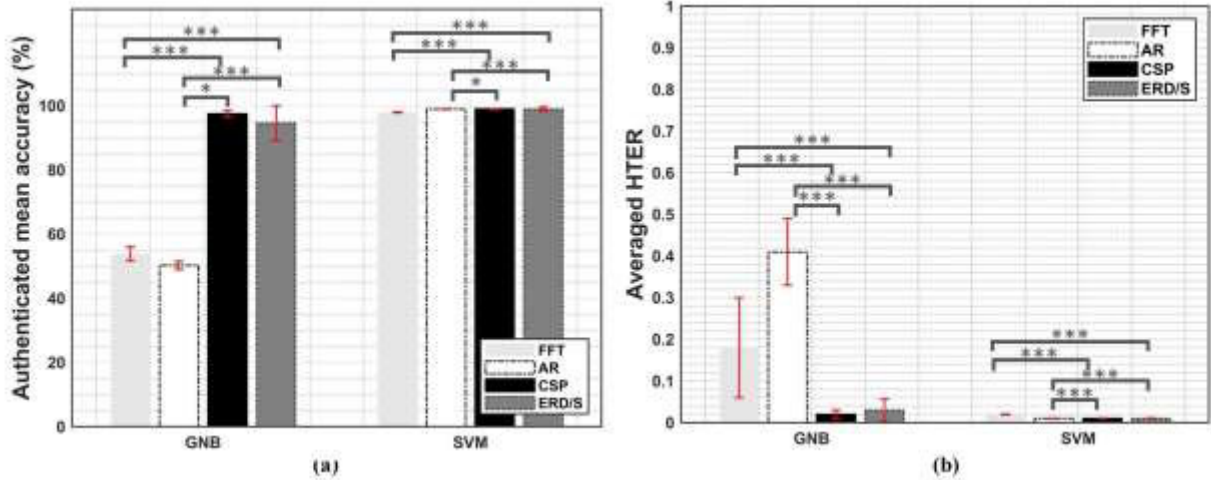 Authenticated mean accuracy (%)
100
80
60
40
20
0
***
***
***
*
***
***
***
*
FFT
AR
CSP
ERD/S
GNB
SVM
(a)
Averaged HTER
1
0.9
0.8
0.7
0.6
0.5
0.4
0.3
0.2
0.1
0
FFT
AR
CSP
ERD/S
***
***
***
***
***
***
***
***
GNB
SVM
(b)